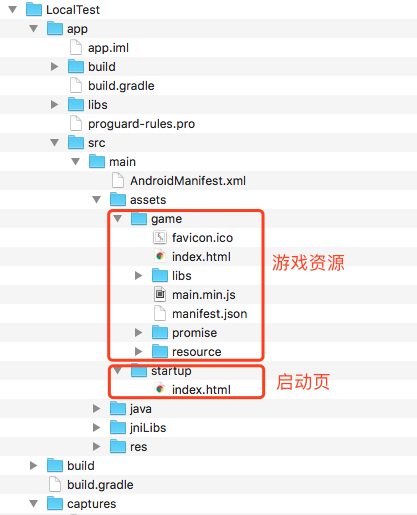 LocalTest
app
app.iml
build
build.gradle
libs
proguard-rules.pro
src
main
AndroidManifest.xml
assets
game
favicon.ico
index.html
游戏资源
libs
main.min.js
manifest.json
promise
resource
startup
启动页
index.html
java
jniLibs
res
build
build.gradle
captures